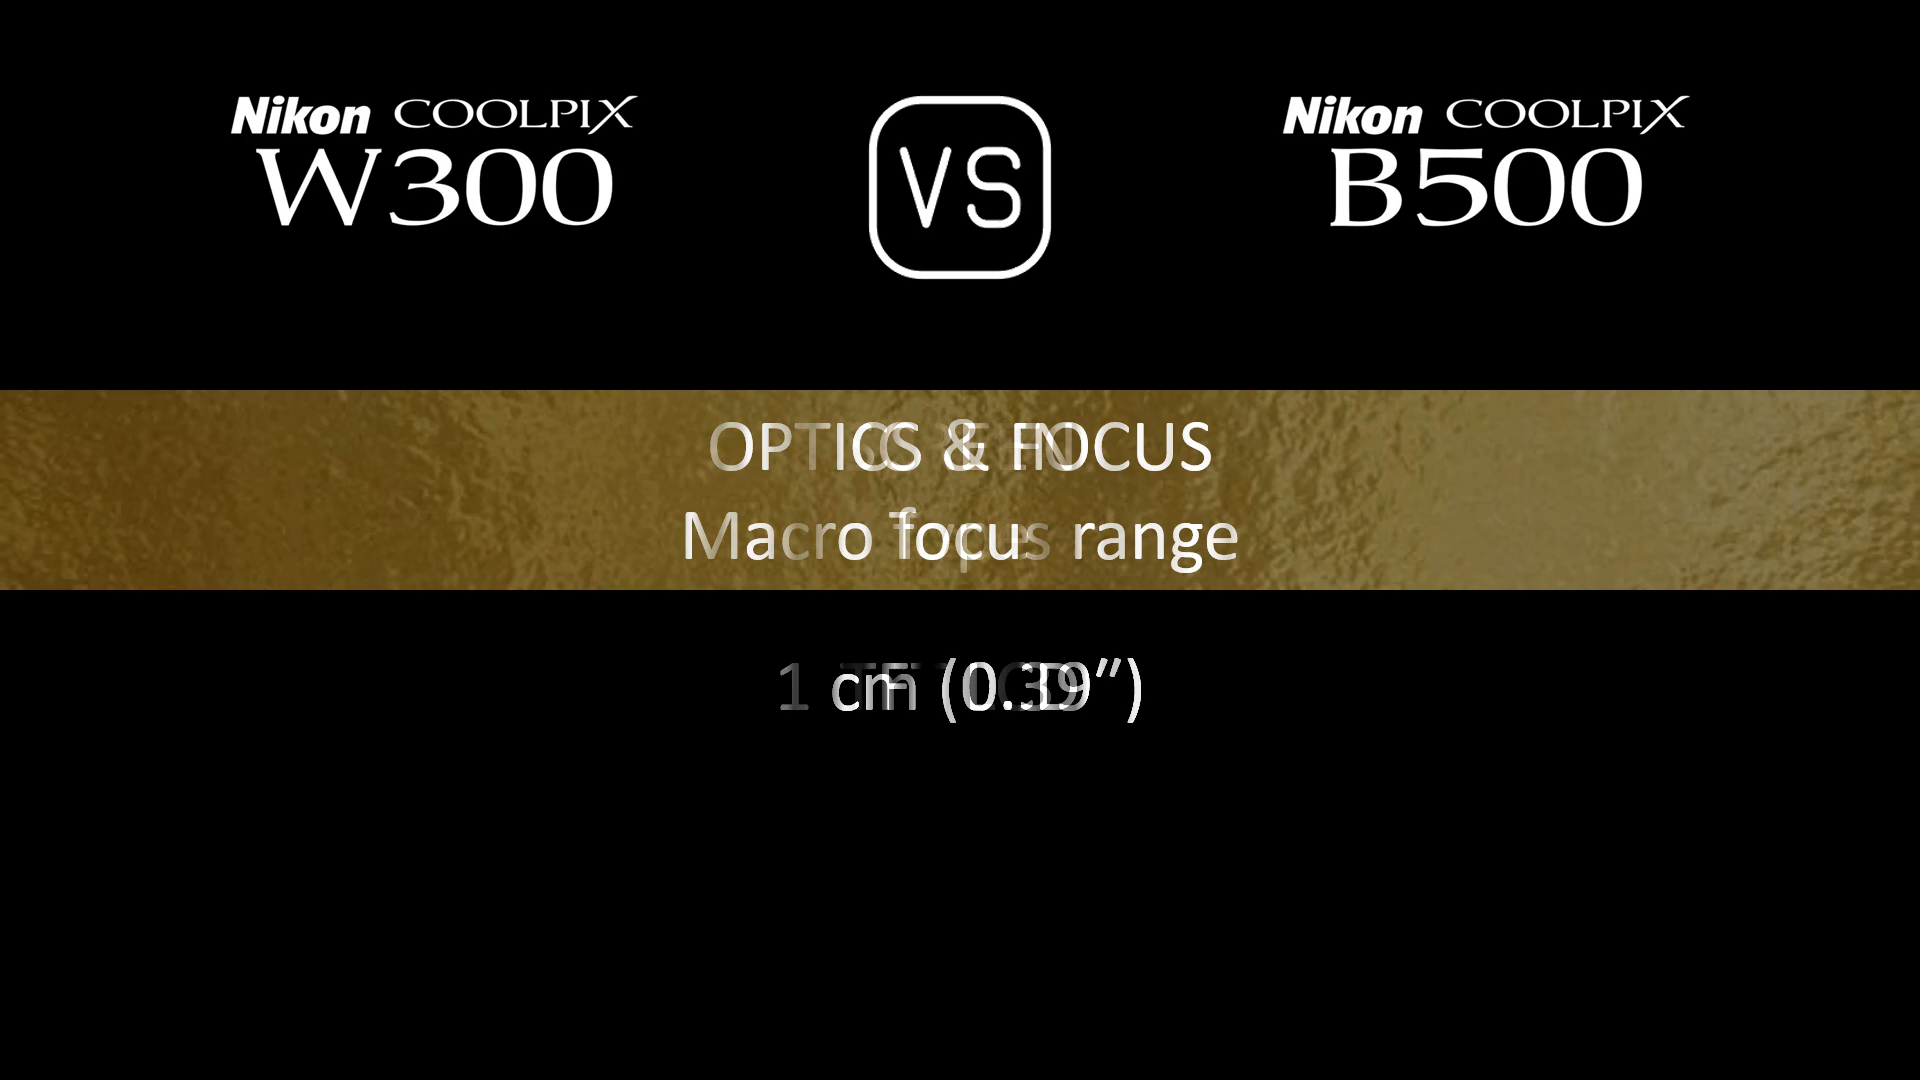 Nikon COOLPIX
W300
VS
Nikon COOLPIX
B500
OPTICS & FOCUS
Macro focus range
1 cm (0.39″)